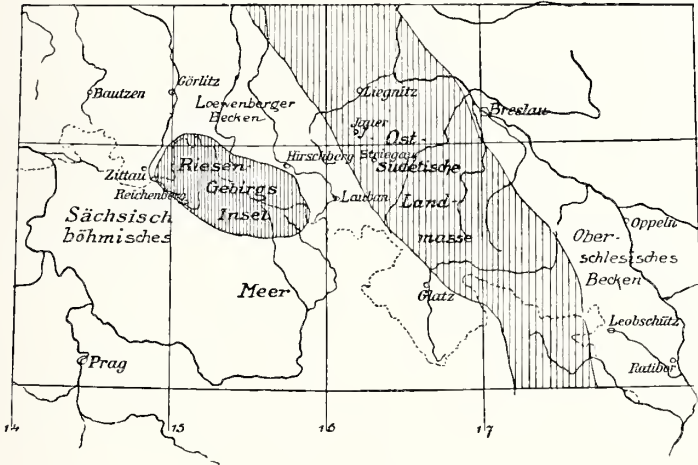 Görlitz
Bautzen
Loewenberger
Becken
Liegnitz
Breslau
Jauer
Ost-
Hirschberg
Striegau
Sudetische
Zittau
Riesen
Gebirgs
Insel
Reichenberg
Lauban
Land-
masse
Sächsisch
böhmisches
Meer
Oppeln
Ober-
schlesisches
Becken
Glatz
Leobschütz
Prag
Ratibor
14
15
16
17